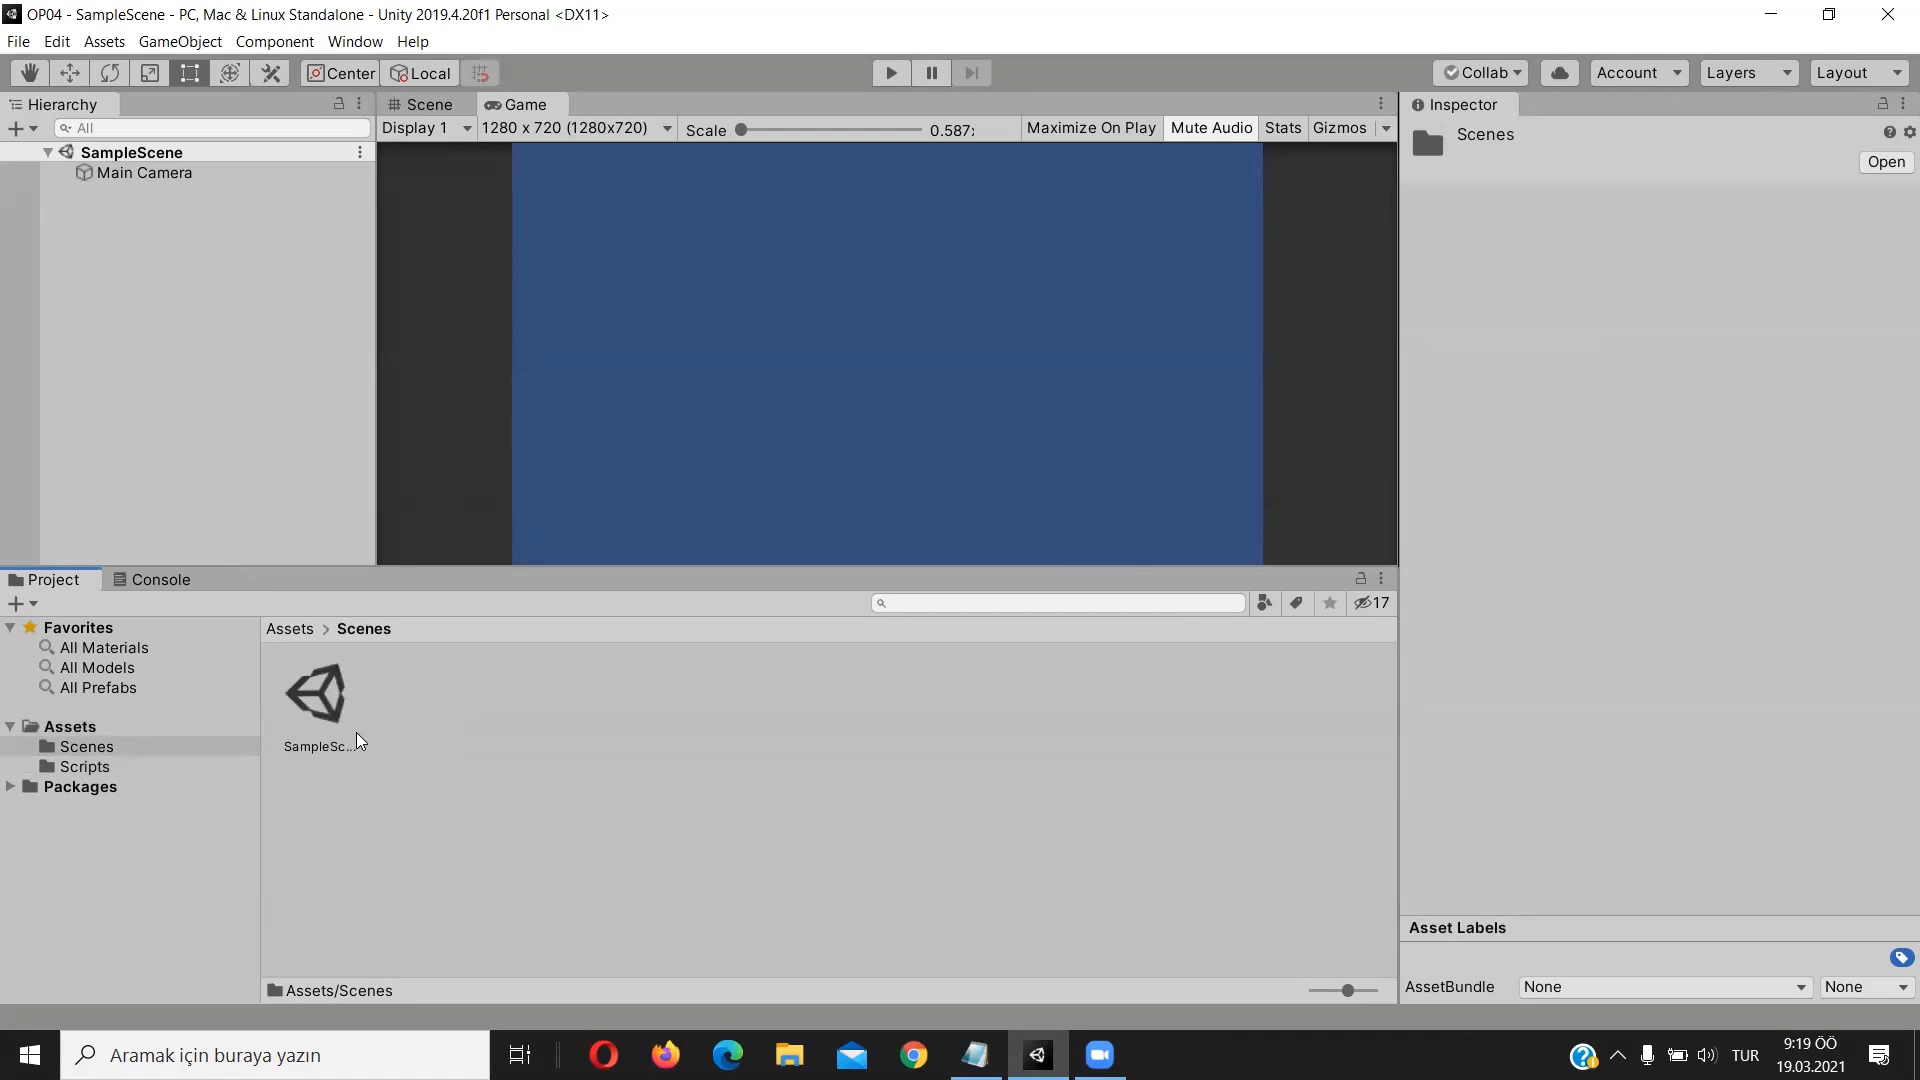 OP04 - SampleScene - PC, Mac & Linux Standalone - Unity 2019.4.20f1 Personal <DX11>
File Edit Assets GameObject Component Window Help
Center Local Collab Account Layers Layout
Hierarchy
All
SampleScene
Main Camera
Scene Game
Display 1 1280 x 720 (1280x720) Scale 0.587 Maximize On Play Mute Audio Stats Gizmos
Inspector
Scenes
Open
Project Console
17
Favorites
All Materials
All Models
All Prefabs
Assets
Scenes
Scripts
Packages
Assets > Scenes
SampleSc...
Assets/Scenes
Asset Labels
AssetBundle None None
Aramak için buraya yazın
TUR
9:19 ÖÖ
19.03.2021